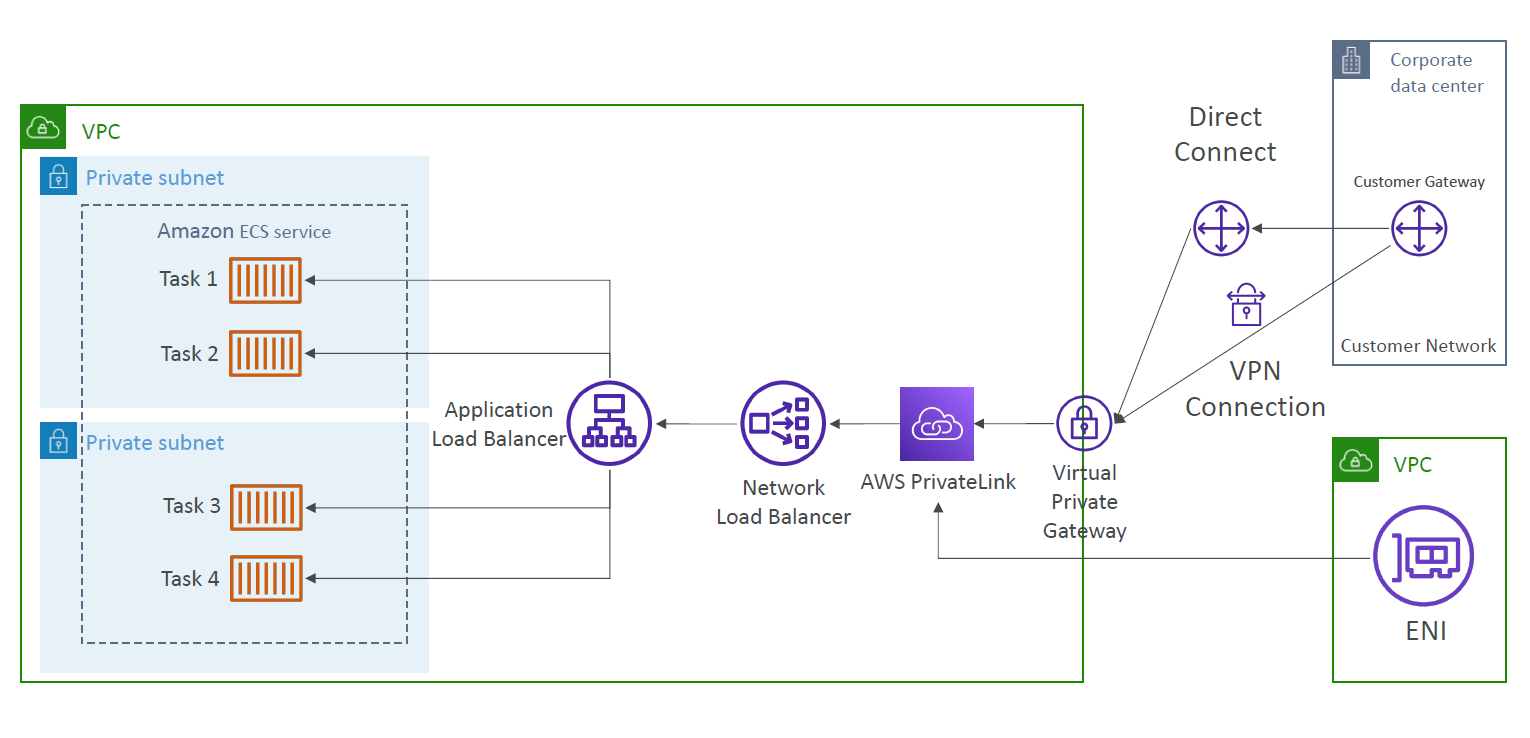 Corporate
data center
Direct
Connect
VPC
Private subnet
Customer Gateway
Amazon ECS service
Task 1
Task 2
Customer Network
VPN
Connection
Application
Load Balancer
Private subnet
VPC
Virtual
Private
Gateway
AWS PrivateLink
Network
Load Balancer
Task 3
Task 4
ENI